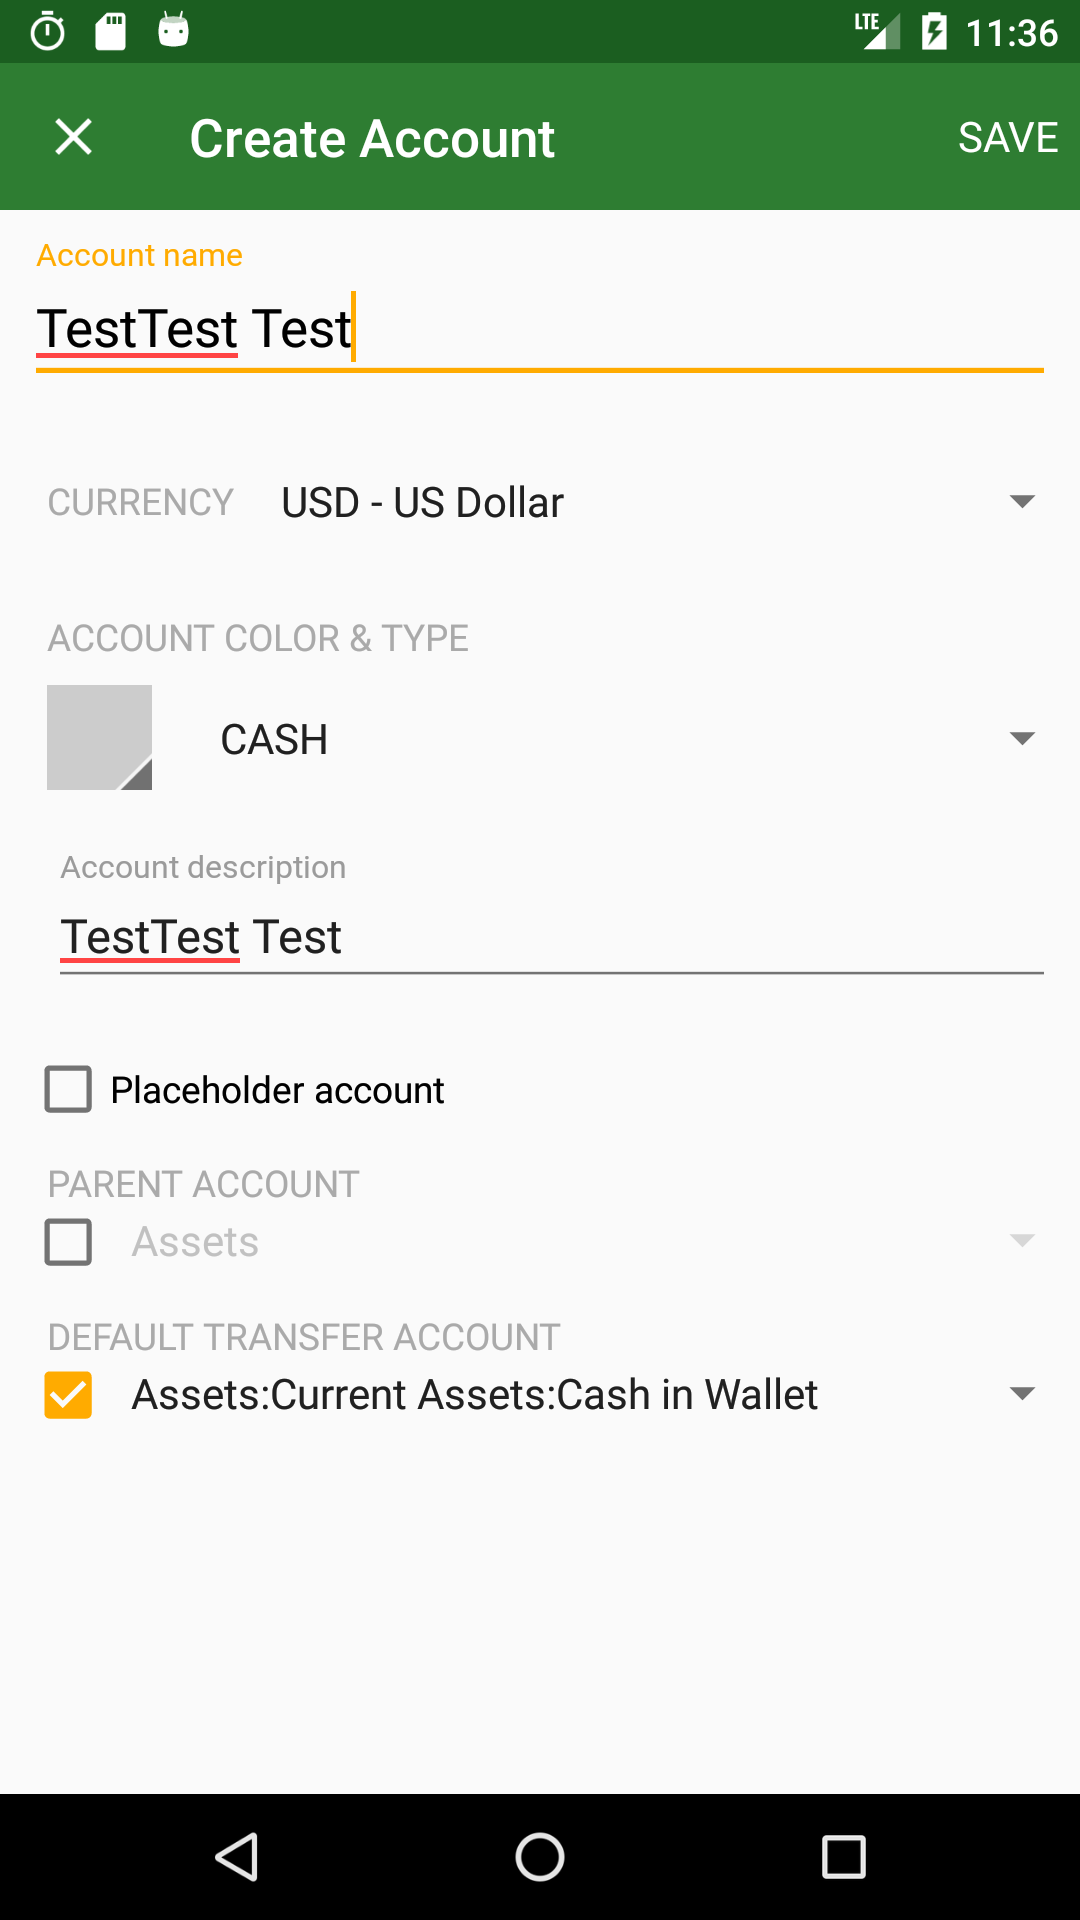 LTE 11:36
Create Account SAVE
Account name
TestTest Test
CURRENCY USD - US Dollar
ACCOUNT COLOR & TYPE
CASH
Account description
TestTest Test
Placeholder account
PARENT ACCOUNT
Assets
DEFAULT TRANSFER ACCOUNT
Assets:Current Assets:Cash in Wallet